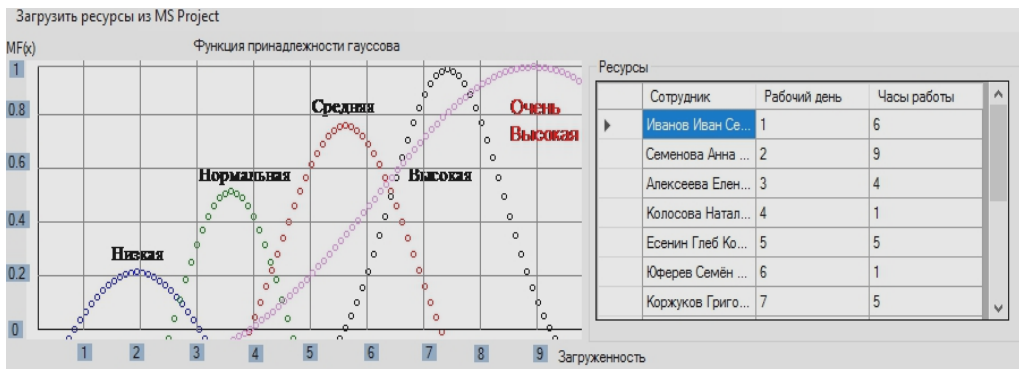 Загрузить ресурсы из MS Project
MF(x)
Функция принадлежности гауссова
1
0.8
0.6
0.4
0.2
0
Низкая
Нормальная
Средняя
Высокая
Очень
Высокая
1 2 3 4 5 6 7 8 9 Загруженность
Ресурсы
Сотрудник Рабочий день Часы работы
Иванов Иван Се... 1 6
Семенова Анна ... 2 9
Алексеева Елен... 3 4
Колосова Натал... 4 1
Есенин Глеб Ко... 5 5
Юферев Семён ... 6 1
Коржуков Григо... 7 5